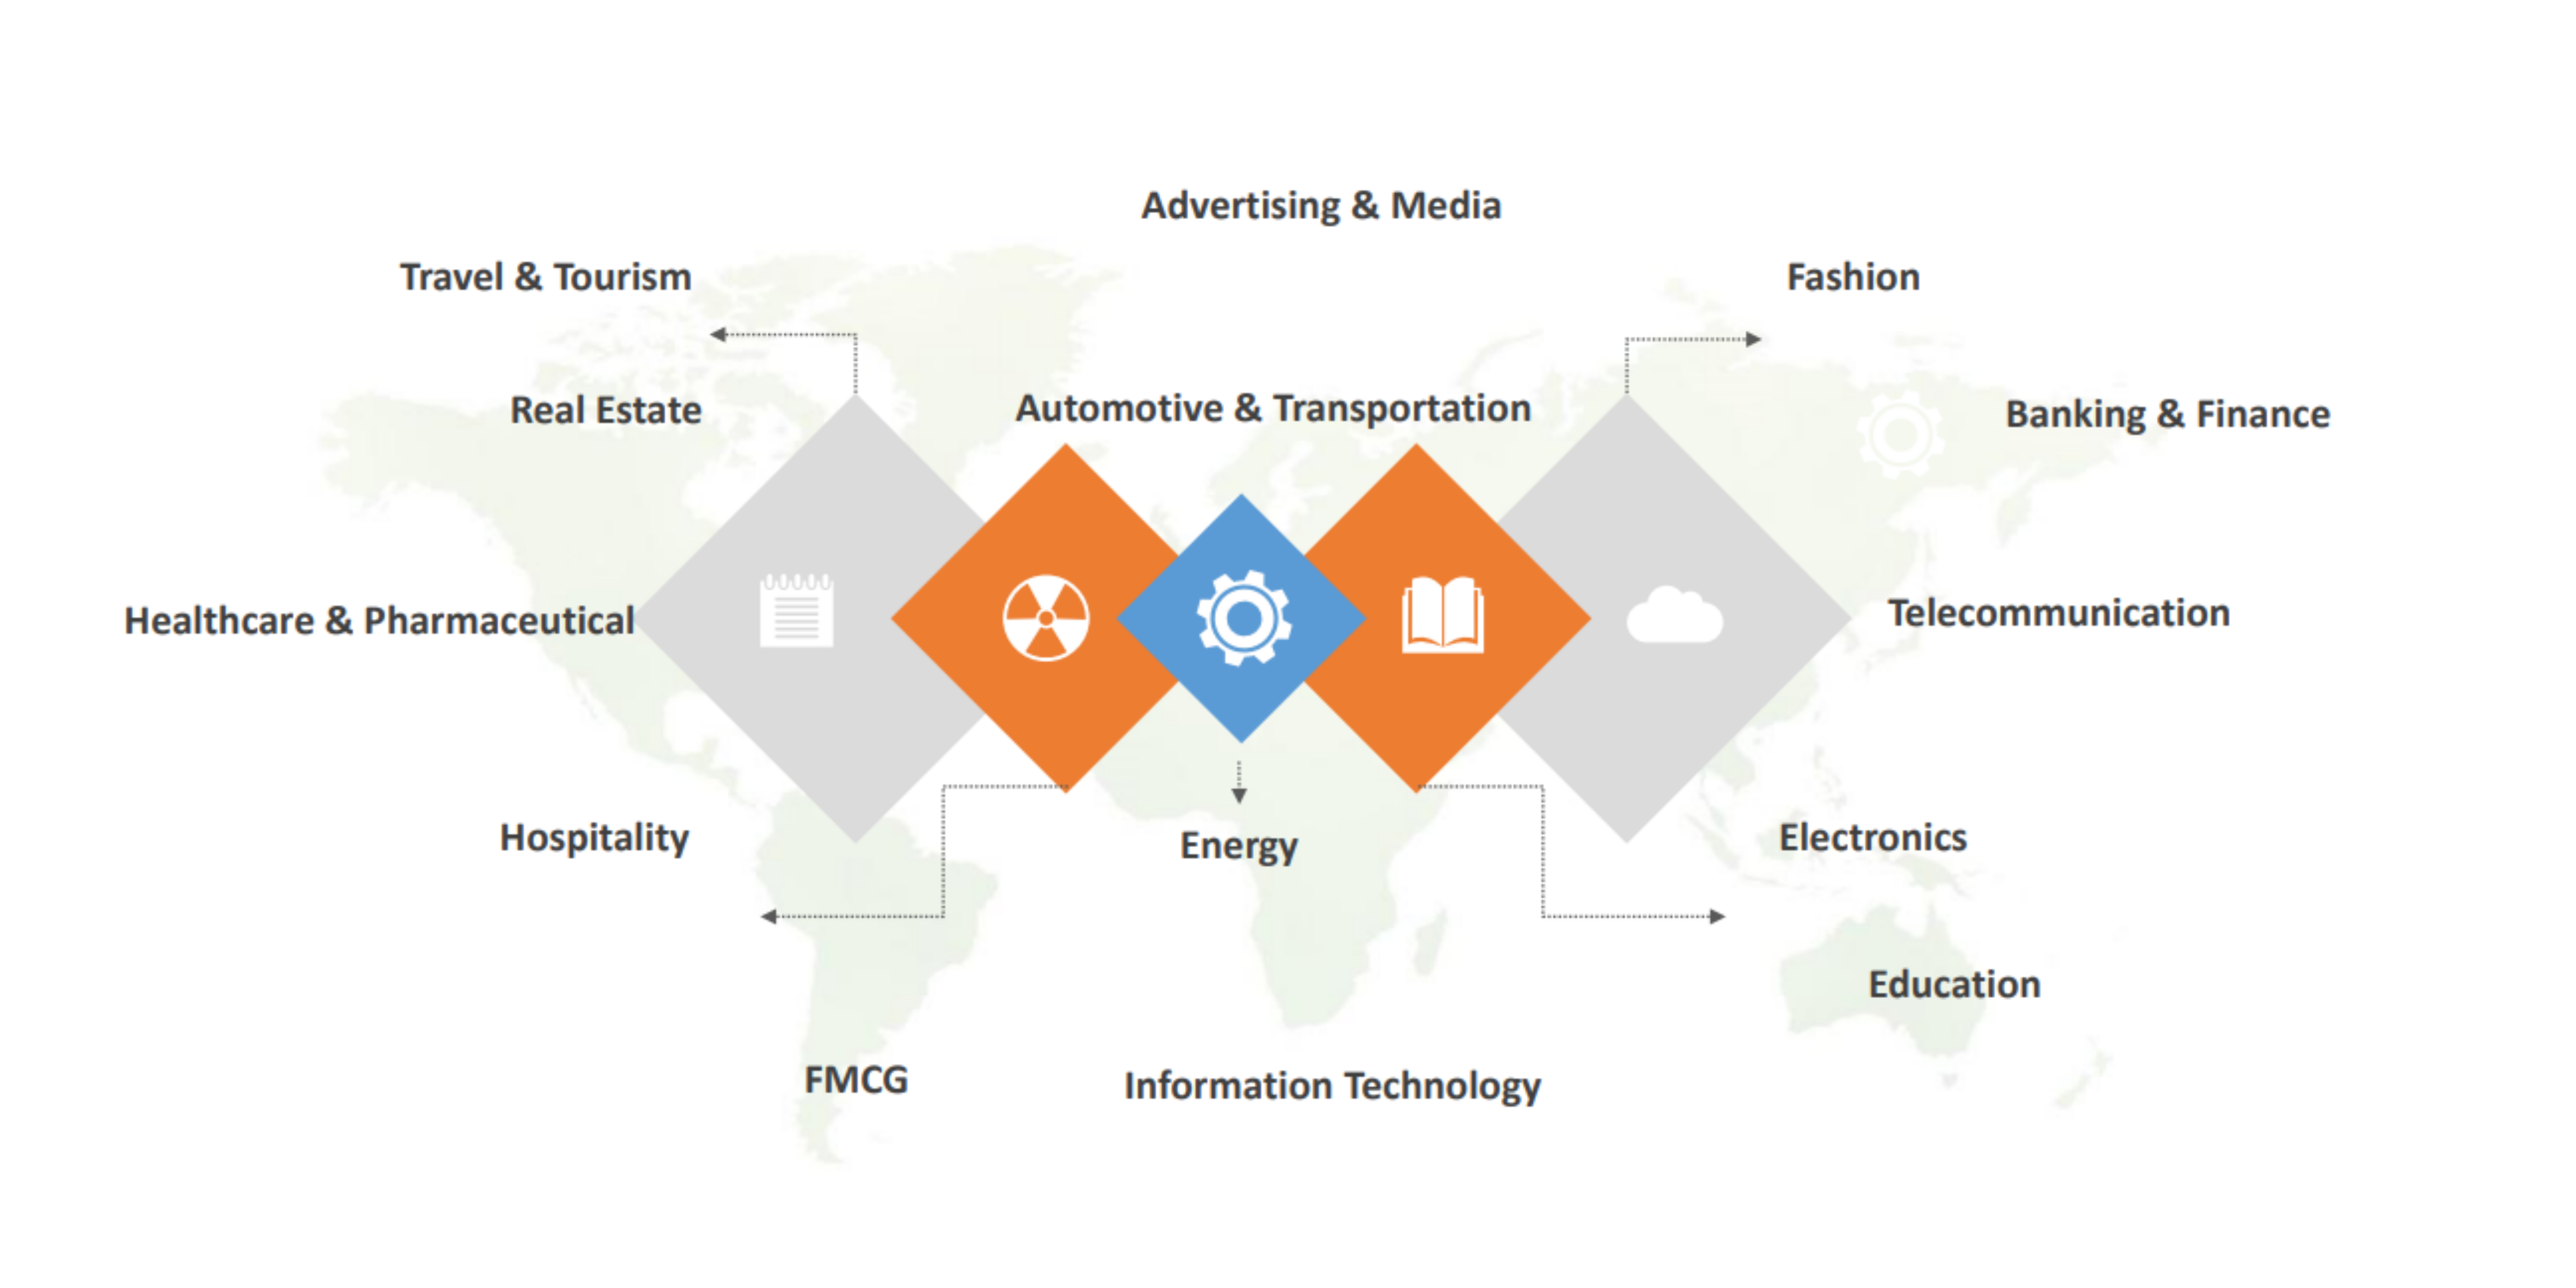 Advertising & Media
Travel & Tourism
Fashion
Real Estate
Automotive & Transportation
Banking & Finance
Healthcare & Pharmaceutical
Telecommunication
Hospitality
Energy
Electronics
Education
FMCG
Information Technology